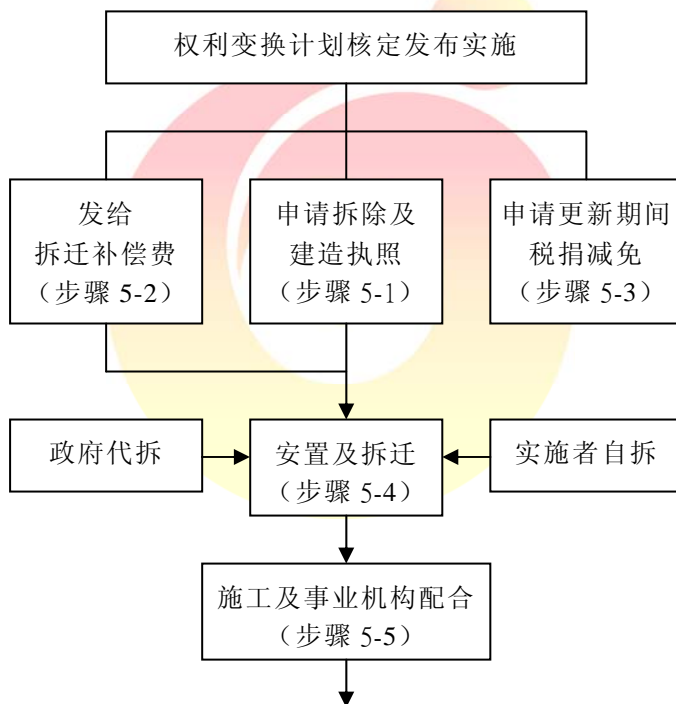 权利变换计划核定发布实施
发给
拆迁补偿费
（步骤 5-2）
申请拆除及
建造执照
（步骤 5-1）
申请更新期间
税捐减免
（步骤 5-3）
政府代拆
安置及拆迁
（步骤 5-4）
实施者自拆
施工及事业机构配合
（步骤 5-5）